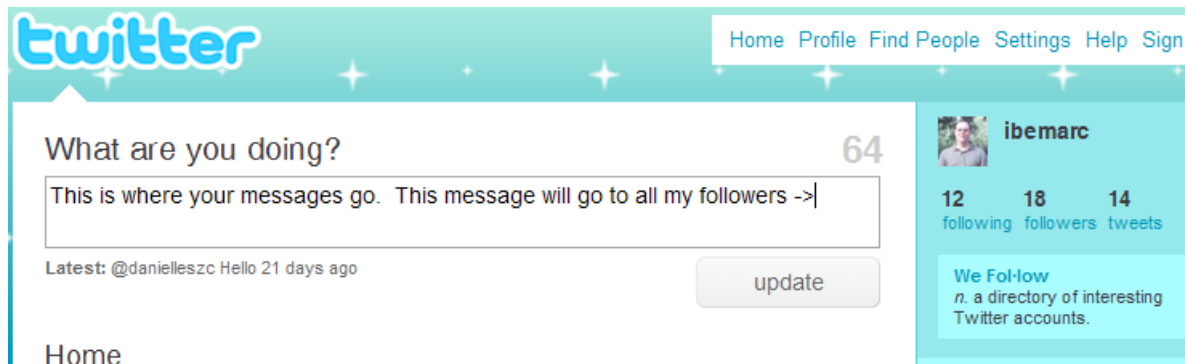 twitter
Home Profile Find People Settings Help Sign
What are you doing?
64
This is where your messages go.  This message will go to all my followers ->
Latest: @danielleszc Hello 21 days ago
update
Home
ibemarc
12 18 14
following followers tweets
We Fol·low
n. a directory of interesting
Twitter accounts.